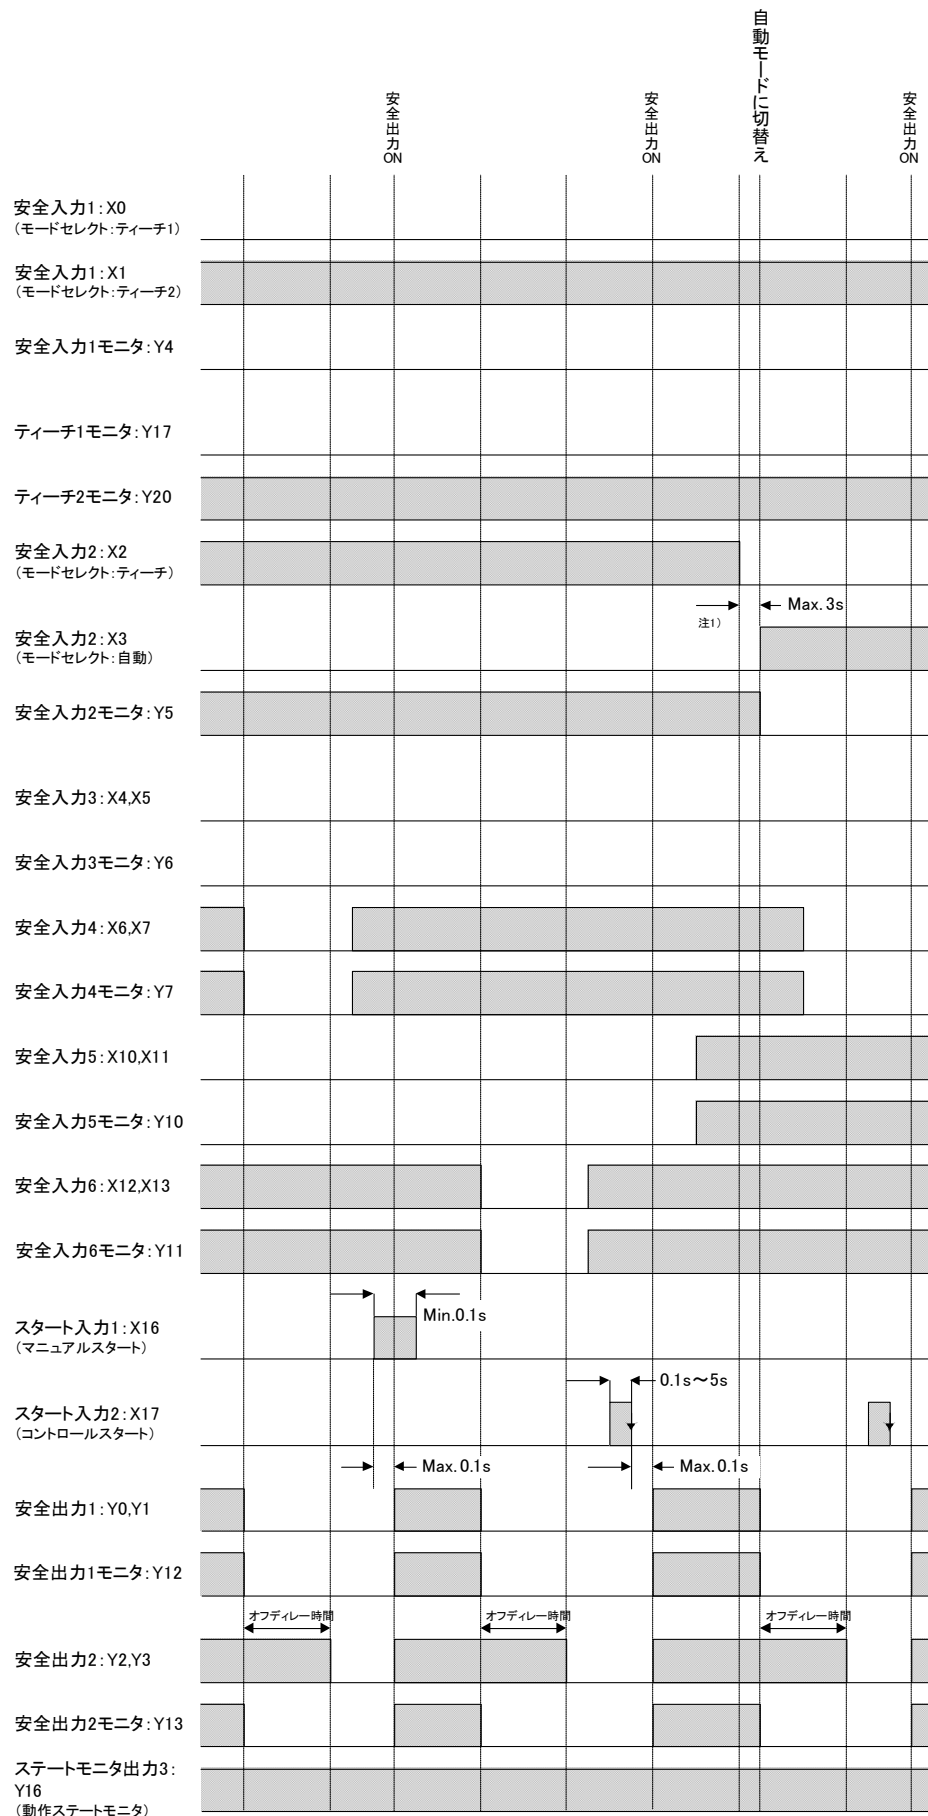 自動モードに切替え
安全出力
ON
安全出力
ON
安全出力
ON
安全入力1:X0
(モードセレクト:ティーチ1)
安全入力1:X1
(モードセレクト:ティーチ2)
安全入力1モニタ:Y4
ティーチ1モニタ:Y17
ティーチ2モニタ:Y20
安全入力2:X2
(モードセレクト:ティーチ)
Max.3s
注1)
安全入力2:X3
(モードセレクト:自動)
安全入力2モニタ:Y5
安全入力3:X4,X5
安全入力3モニタ:Y6
安全入力4:X6,X7
安全入力4モニタ:Y7
安全入力5:X10,X11
安全入力5モニタ:Y10
安全入力6:X12,X13
安全入力6モニタ:Y11
Min.0.1s
スタート入力1:X16
(マニュアルスタート)
0.1s～5s
スタート入力2:X17
(コントロールスタート)
Max.0.1s
Max.0.1s
安全出力1:Y0,Y1
安全出力1モニタ:Y12
オフディレー時間
オフディレー時間
オフディレー時間
安全出力2:Y2,Y3
安全出力2モニタ:Y13
ステートモニタ出力3:
Y16
(動作ステートモニタ)